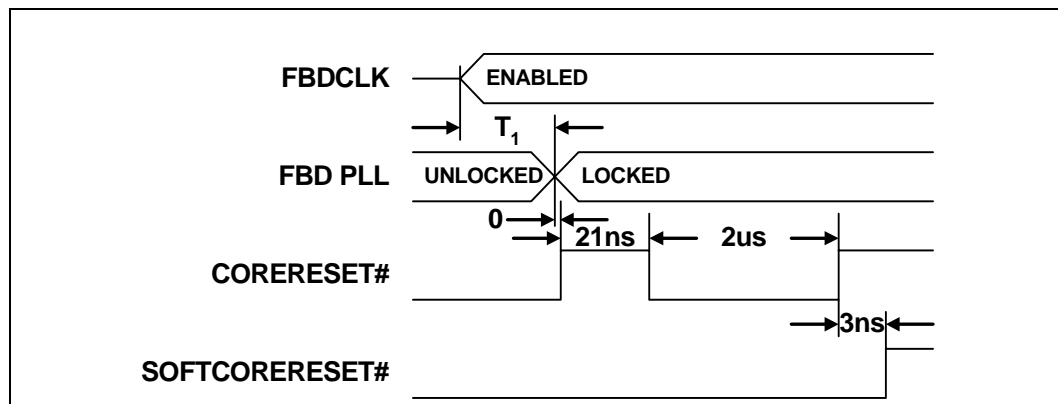 FBDCLK
ENABLED
T1
FBD PLL
UNLOCKED
LOCKED
0
21ns
2us
CORERESET#
3ns
SOFTCORERESET#